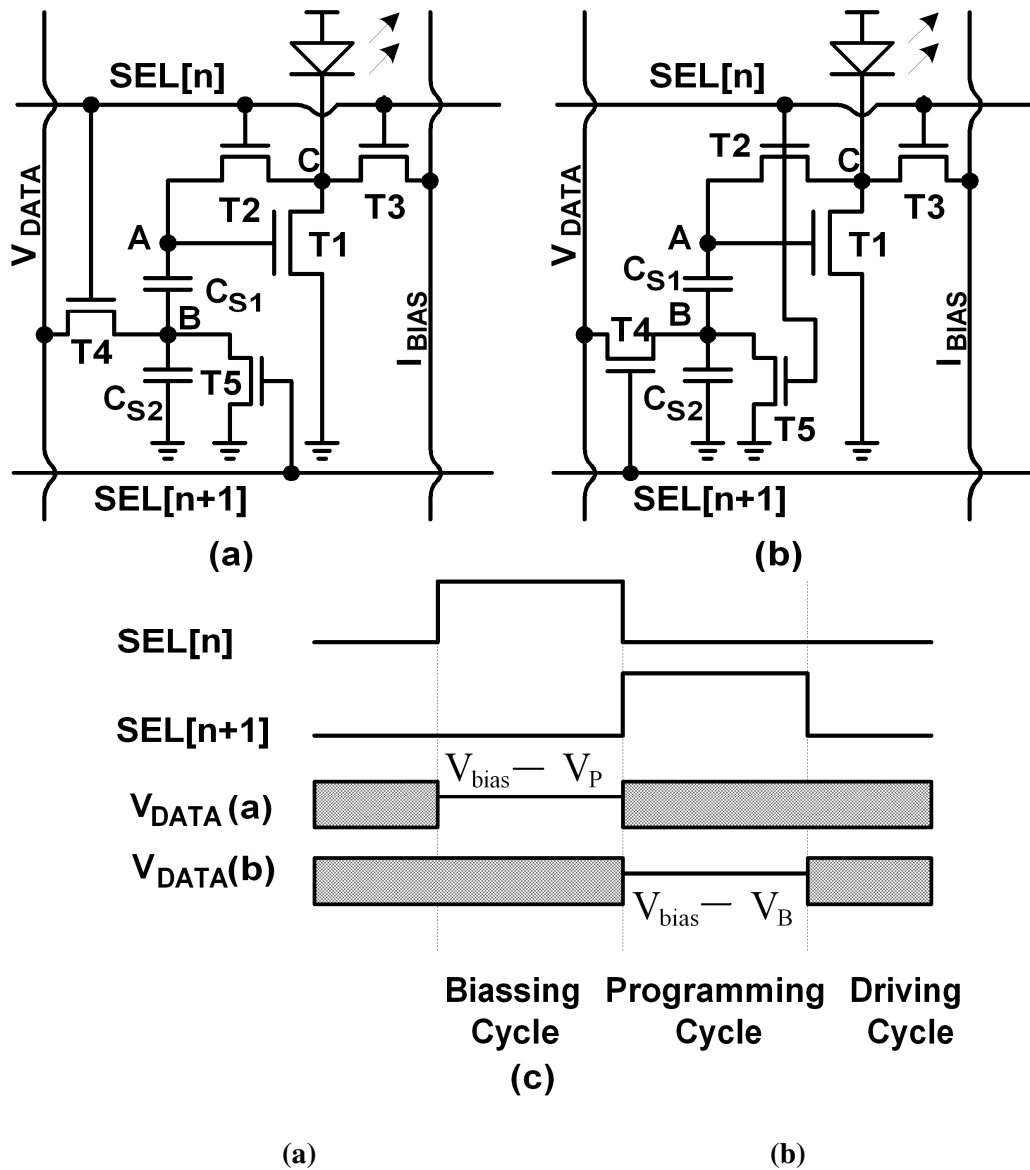 SEL[n]
VDATA
T2
C
T3
A
T1
CS1
B
T4
T5
CS2
IBIAS
SEL[n+1]
(a)
SEL[n]
VDATA
T2
C
T3
A
T1
CS1
B
T4
CS2
T5
IBIAS
SEL[n+1]
(b)
SEL[n]
SEL[n+1]
Vbias — VP
VDATA (a)
VDATA(b)
Vbias — VB
Biassing Cycle
Programming Cycle
Driving Cycle
(c)
(a) (b)